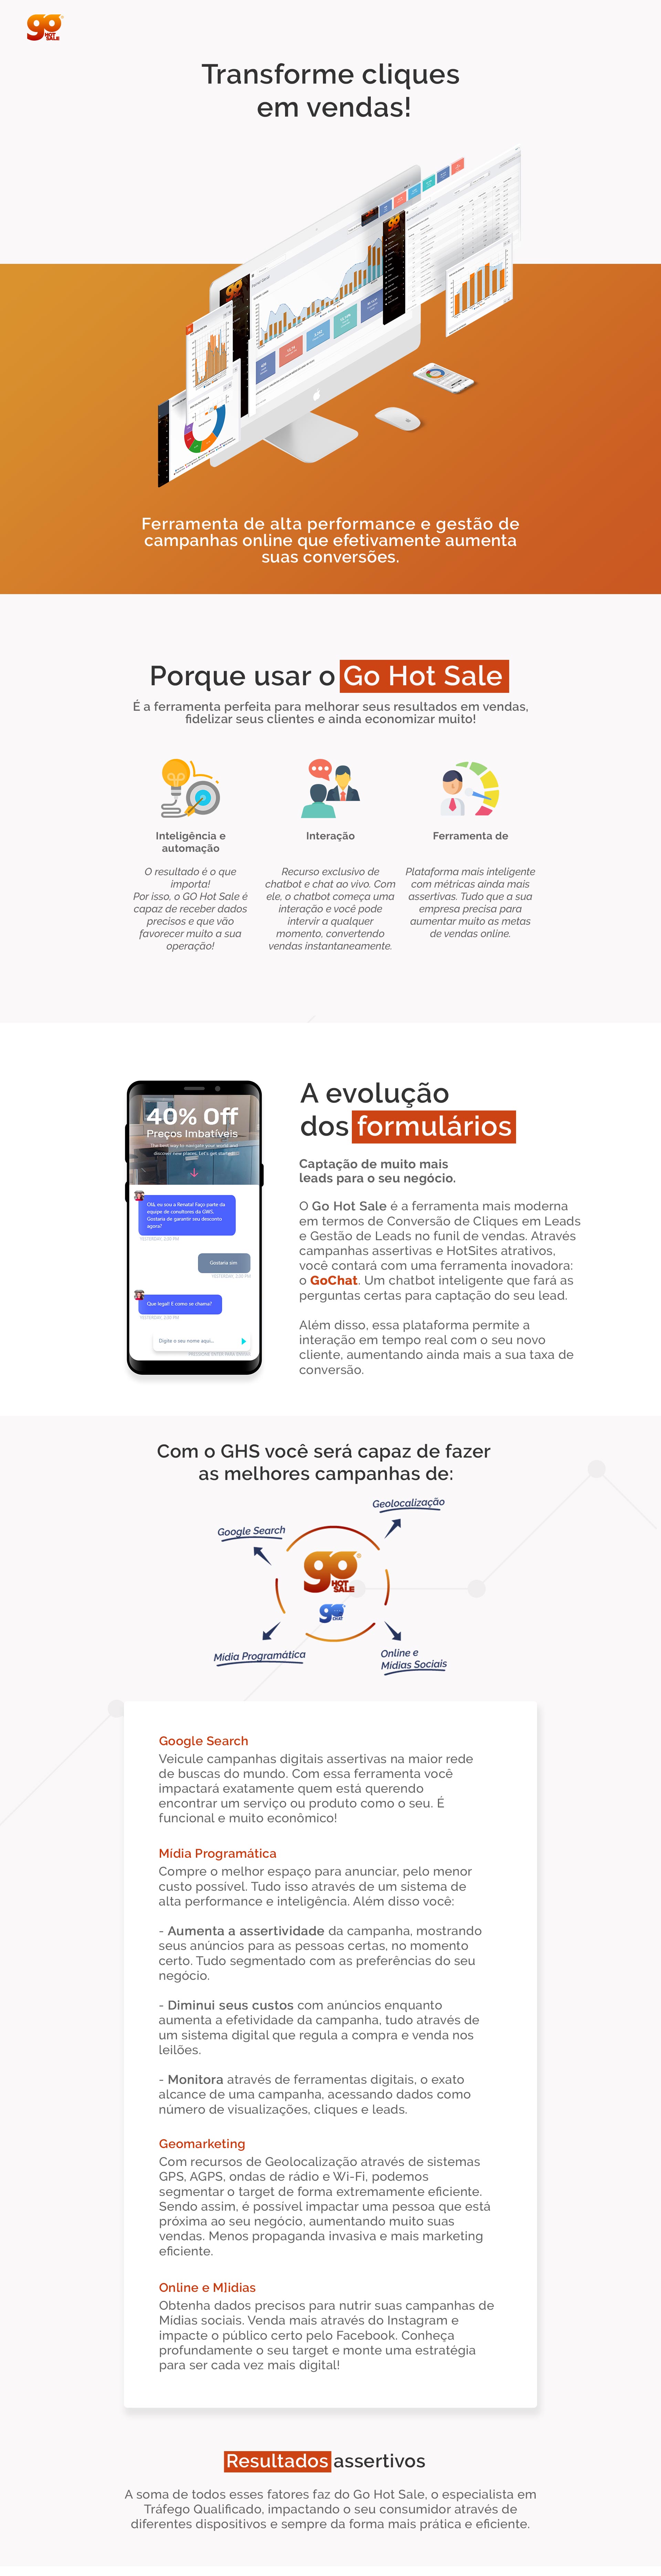 go HOT SALE
Transforme cliques
em vendas!
Ferramenta de alta performance e gestão de
campanhas online que efetivamente aumenta
suas conversões.
Porque usar o Go Hot Sale
É a ferramenta perfeita para melhorar seus resultados em vendas,
fidelizar seus clientes e ainda economizar muito!
Inteligência e
automação
O resultado é o que
importa!
Por isso, o GO Hot Sale é
capaz de receber dados
precisos e que vão
favorecer muito a sua
operação!
Interação
Recurso exclusivo de
chatbot e chat ao vivo. Com
ele, o chatbot começa uma
interação e você pode
intervir a qualquer
momento, convertendo
vendas instantaneamente.
Ferramenta de
Plataforma mais inteligente
com métricas ainda mais
assertivas. Tudo que a sua
empresa precisa para
aumentar muito as metas
de vendas online.
40% Off
Preços Imbatíveis
The best way to navigate your world and
discover new places. Let's get started!
Olá, eu sou a Renata! Faço parte da
equipe de consultores da GWS.
Gostaria de garantir seu desconto
agora?
YESTERDAY, 2:39 PM
Gostaria sim
YESTERDAY, 2:39 PM
Que legal! E como se chama?
YESTERDAY, 2:39 PM
Digite o seu nome aqui...
PRESSIONE ENTER PARA ENVIAR
A evolução
dos formulários
Captação de muito mais
leads para o seu negócio.
O Go Hot Sale é a ferramenta mais moderna
em termos de Conversão de Cliques em Leads
e Gestão de Leads no funil de vendas. Através
campanhas assertivas e HotSites atrativos,
você contará com uma ferramenta inovadora:
o GoChat. Um chatbot inteligente que fará as
perguntas certas para captação do seu lead.
Além disso, essa plataforma permite a
interação em tempo real com o seu novo
cliente, aumentando ainda mais a sua taxa de
conversão.
Com o GHS você será capaz de fazer
as melhores campanhas de:
Geolocalização
Google Search
go HOT SALE
go CHAT
Mídia Programática
Online e
Mídias Sociais
Google Search
Veicule campanhas digitais assertivas na maior rede
de buscas do mundo. Com essa ferramenta você
impactará exatamente quem está querendo
encontrar um serviço ou produto como o seu. É
funcional e muito econômico!
Mídia Programática
Compre o melhor espaço para anunciar, pelo menor
custo possível. Tudo isso através de um sistema de
alta performance e inteligência. Além disso você:
- Aumenta a assertividade da campanha, mostrando
seus anúncios para as pessoas certas, no momento
certo. Tudo segmentado com as preferências do seu
negócio.
- Diminui seus custos com anúncios enquanto
aumenta a efetividade da campanha, tudo através de
um sistema digital que regula a compra e venda nos
leilões.
- Monitora através de ferramentas digitais, o exato
alcance de uma campanha, acessando dados como
número de visualizações, cliques e leads.
Geomarketing
Com recursos de Geolocalização através de sistemas
GPS, AGPS, ondas de rádio e Wi-Fi, podemos
segmentar o target de forma extremamente eficiente.
Sendo assim, é possível impactar uma pessoa que está
próxima ao seu negócio, aumentando muito suas
vendas. Menos propaganda invasiva e mais marketing
eficiente.
Online e M]idias
Obtenha dados precisos para nutrir suas campanhas de
Mídias sociais. Venda mais através do Instagram e
impacte o público certo pelo Facebook. Conheça
profundamente o seu target e monte uma estratégia
para ser cada vez mais digital!
Resultados assertivos
A soma de todos esses fatores faz do Go Hot Sale, o especialista em
Tráfego Qualificado, impactando o seu consumidor através de
diferentes dispositivos e sempre da forma mais prática e eficiente.